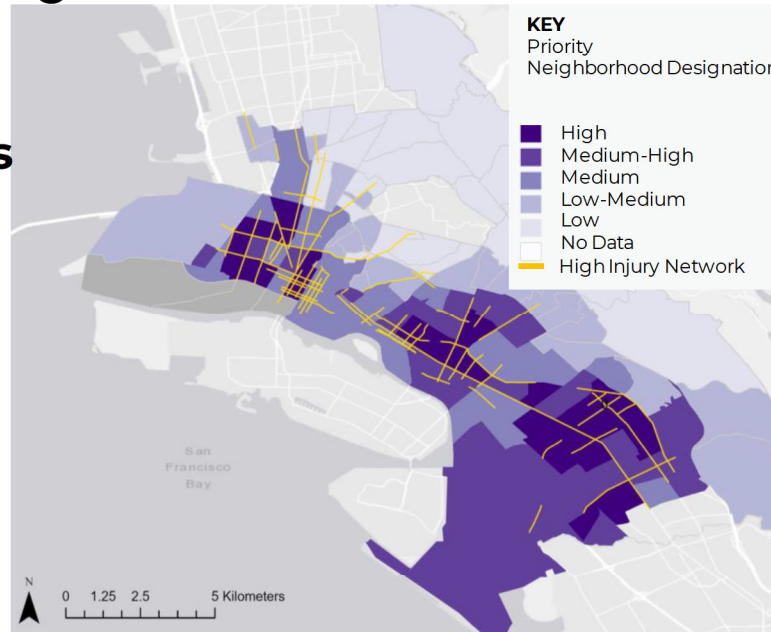 KEY
Priority
Neighborhood Designation
High
Medium-High
Medium
Low-Medium
Low
No Data
High Injury Network
San
Francisco
Bay
N
0 1.25 2.5 5 Kilometers